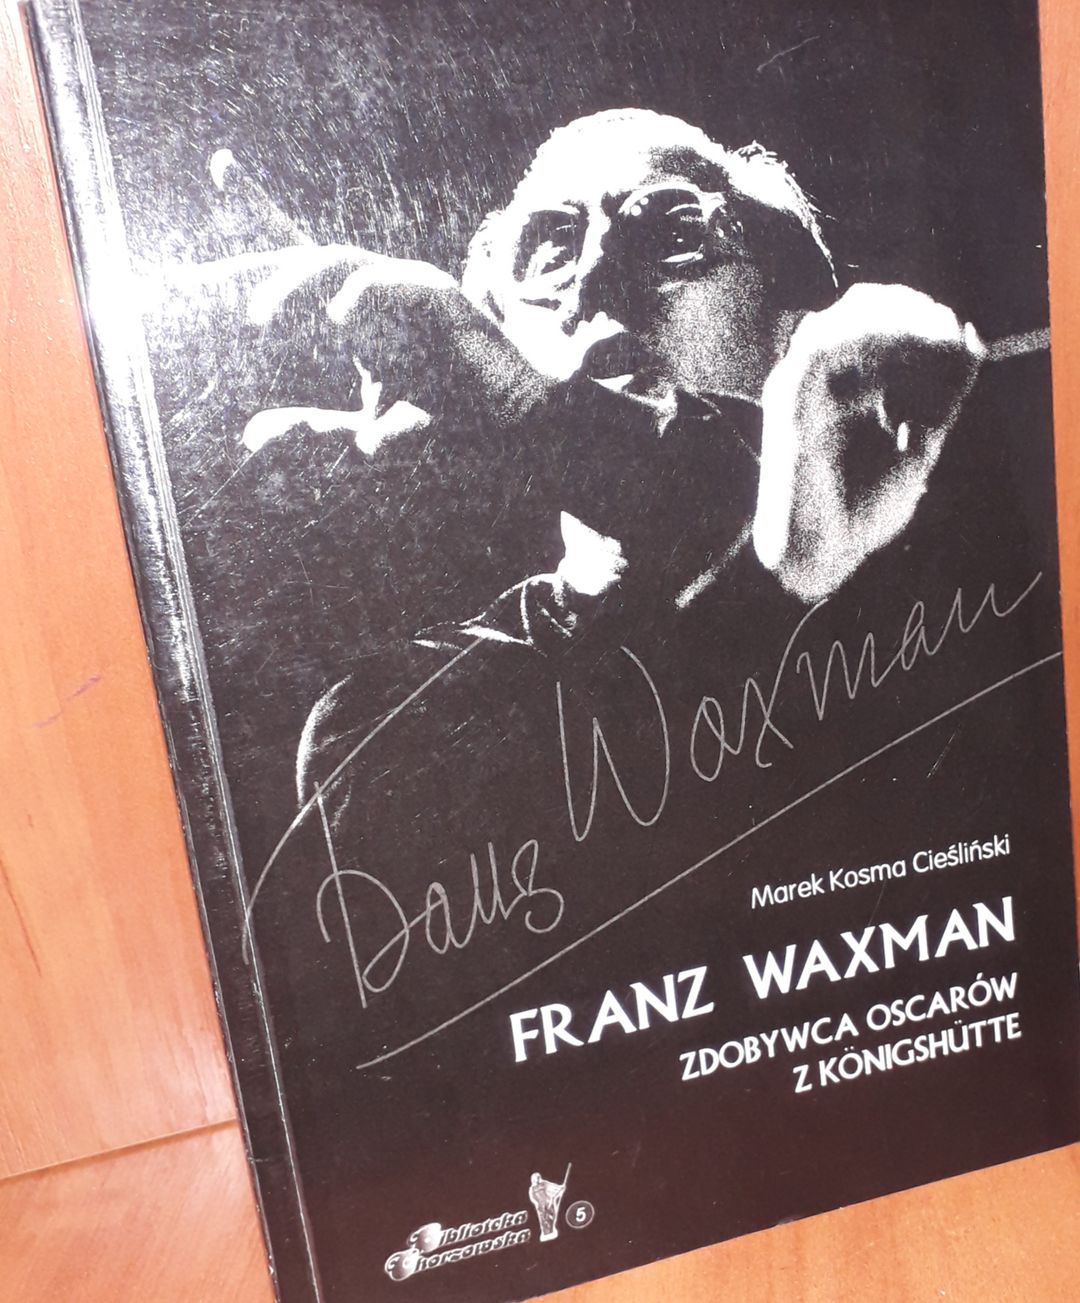 Franz Waxman
Marek Kosma Cieśliński
FRANZ WAXMAN
ZDOBYWCA OSCARÓW
Z KÖNIGSHÜTTE
Biblioteka
Chorzowska
5